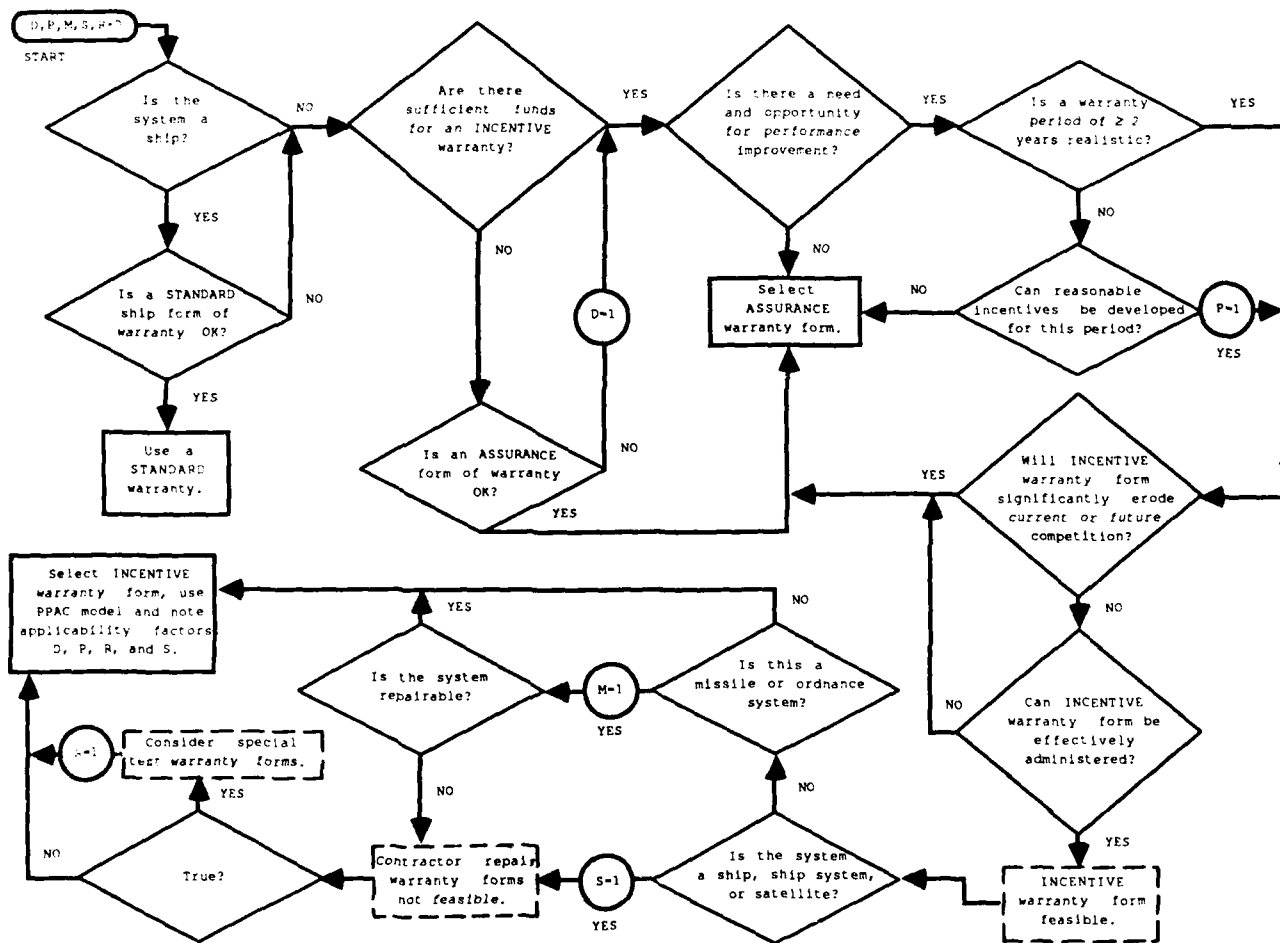 D,P,M,S,R=0
START
Is the
system a
ship?
NO
YES
Is a STANDARD
ship form of
warranty OK?
NO
YES
Use a
STANDARD
warranty.
Are there
sufficient funds
for an INCENTIVE
warranty?
YES
NO
D=1
Is an ASSURANCE
form of warranty
OK?
NO
YES
Is there a need
and opportunity
for performance
improvement?
YES
NO
Select
ASSURANCE
warranty form.
Is a warranty
period of ≥ 2
years realistic?
YES
NO
Can reasonable
incentives be developed
for this period?
NO
P=1
YES
Will INCENTIVE
warranty form
significantly erode
current or future
competition?
YES
NO
Can INCENTIVE
warranty form be
effectively
administered?
NO
YES
INCENTIVE
warranty form
feasible.
Is the system
a ship, ship system,
or satellite?
NO
S=1
YES
Is this a
missile or ordnance
system?
NO
M=1
YES
Is the system
repairable?
YES
NO
Contractor repair
warranty forms
not feasible.
True?
YES
NO
Consider special
test warranty forms.
R=1
Select INCENTIVE
warranty form, use
PPAC model and note
applicability factors
D, P, R, and S.